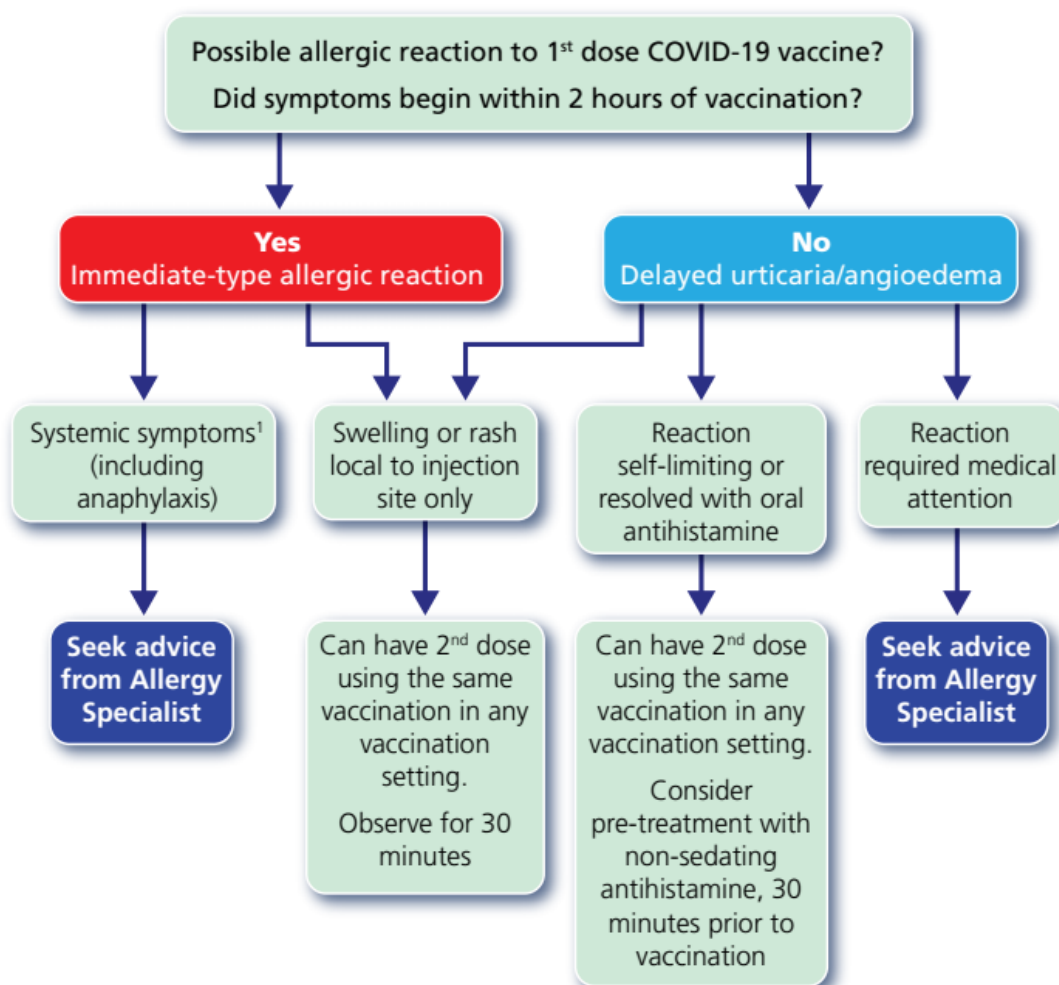 Possible allergic reaction to 1st dose COVID-19 vaccine?
Did symptoms begin within 2 hours of vaccination?
Yes
Immediate-type allergic reaction
No
Delayed urticaria/angioedema
Systemic symptoms1
(including
anaphylaxis)
Swelling or rash
local to injection
site only
Reaction
self-limiting or
resolved with oral
antihistamine
Reaction
required medical
attention
Seek advice
from Allergy
Specialist
Can have 2nd dose
using the same
vaccination in any
vaccination
setting.
Observe for 30
minutes
Can have 2nd dose
using the same
vaccination in any
vaccination setting.
Consider
pre-treatment with
non-sedating
antihistamine, 30
minutes prior to
vaccination
Seek advice
from Allergy
Specialist